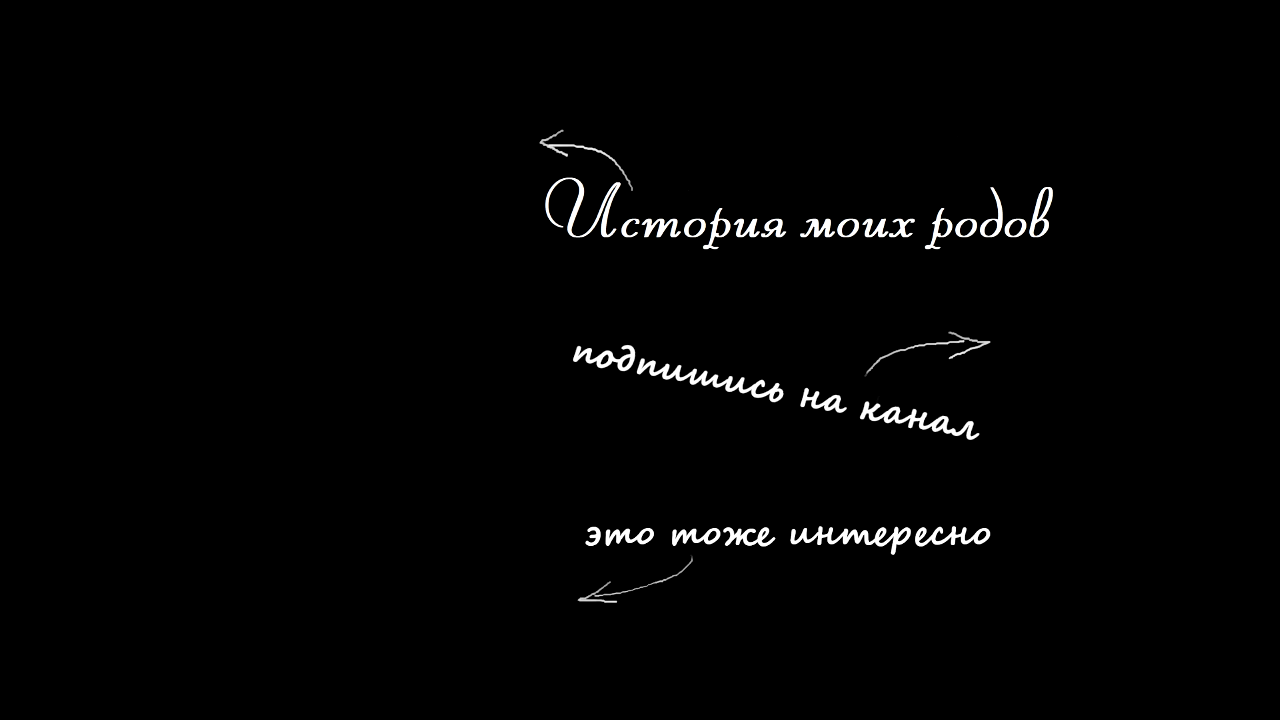 История моих родов
подпишись на канал
это тоже интересно